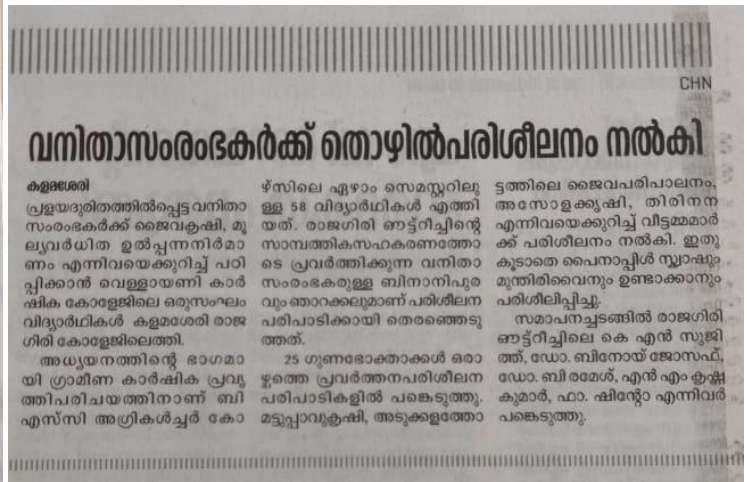 CHN
വനിതാസംരംഭകർക്ക് തൊഴിൽപരിശീലനം നൽകി
കളമശേരി
പ്രളയദുരിതത്തിൽപ്പെട്ട വനിതാ
സംരംഭകർക്ക് ജൈവകൃഷി, മൂ
ല്യവർധിത ഉൽപ്പന്നനിർമാ
ണം എന്നിവയെക്കുറിച്ച് പഠി
പ്പിക്കാൻ വെള്ളായണി കാർ
ഷിക കോളേജിലെ ഒരുസംഘം
വിദ്യാർഥികൾ കളമശേരി രാജ
ഗിരി കോളേജിലെത്തി.
അധ്യയനത്തിന്റെ ഭാഗമാ
യി ഗ്രാമീണ കാർഷിക പ്രവൃ
ത്തിപരിചയത്തിനാണ് ബി
എസ്‌സി അഗ്രികൾച്ചർ കോ
ഴ്സിലെ ഏഴാം സെമസ്റ്ററിലു
ള്ള 58 വിദ്യാർഥികൾ എത്തി
യത്. രാജഗിരി ഔട്ട്റീച്ചിന്റെ
സാമ്പത്തികസഹകരണത്തോ
ടെ പ്രവർത്തിക്കുന്ന വനിതാ
സംരംഭകരുള്ള ബിനാനിപുര
വും ഞാറക്കലുമാണ് പരിശീലന
പരിപാടിക്കായി തെരഞ്ഞെടു
ത്തത്.
25 ഗുണഭോക്താക്കൾ ഒരാ
ഴ്ചത്തെ പ്രവർത്തനപരിശീലന
പരിപാടികളിൽ പങ്കെടുത്തു.
മട്ടുപ്പാവുകൃഷി, അടുക്കളത്തോ
ട്ടത്തിലെ ജൈവപരിപാലനം,
അസോളക്കൃഷി, തിരിനന
എന്നിവയെക്കുറിച്ച് വീട്ടമ്മമാർ
ക്ക് പരിശീലനം നൽകി. ഇതു
കൂടാതെ പൈനാപ്പിൾ സ്ക്വാഷും
മുന്തിരിവൈനും ഉണ്ടാക്കാനും
പരിശീലിപ്പിച്ചു.
സമാപനച്ചടങ്ങിൽ രാജഗിരി
ഔട്ട്റീച്ചിലെ കെ എൻ സുജി
ത്ത്, ഡോ. ബിനോയ് ജോസഫ്,
ഡോ. ബി രമേശ്, എൻ എം കൃഷ്ണ
കുമാർ, ഫാ. ഷിന്റോ എന്നിവർ
പങ്കെടുത്തു.